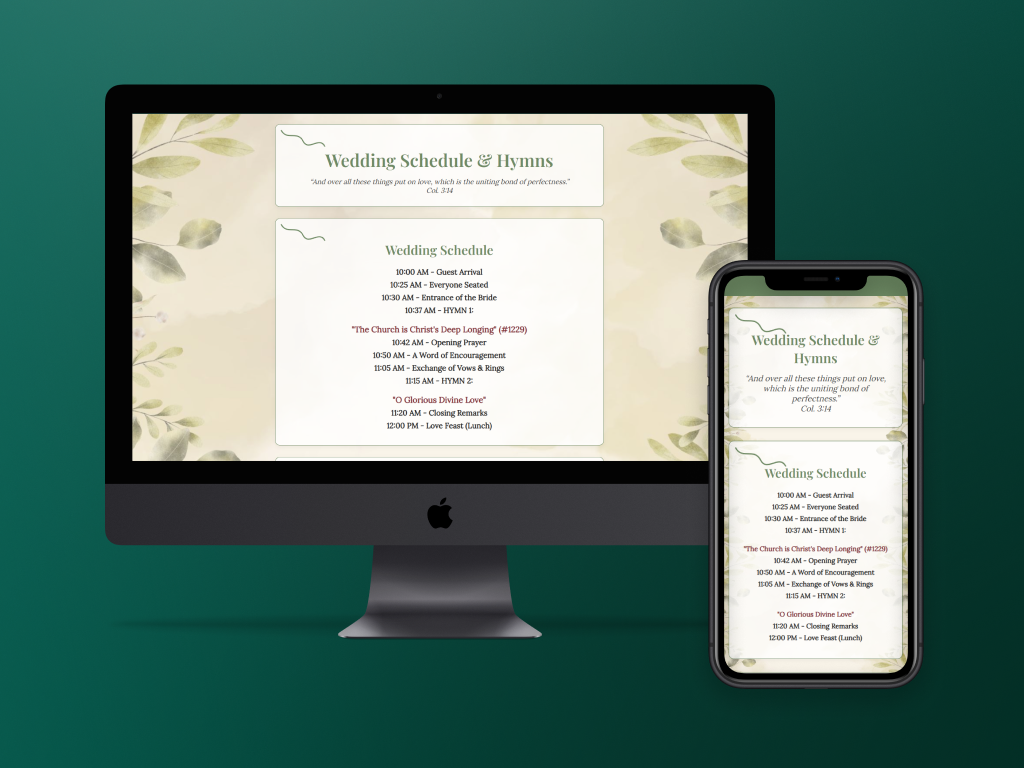 Wedding Schedule & Hymns
"And over all these things put on love, which is the uniting bond of perfectness."
Col. 3:14
Wedding Schedule
10:00 AM - Guest Arrival
10:25 AM - Everyone Seated
10:30 AM - Entrance of the Bride
10:37 AM - HYMN 1:
"The Church is Christ's Deep Longing" (#1229)
10:42 AM - Opening Prayer
10:50 AM - A Word of Encouragement
11:05 AM - Exchange of Vows & Rings
11:15 AM - HYMN 2:
"O Glorious Divine Love"
11:20 AM - Closing Remarks
12:00 PM - Love Feast (Lunch)
Wedding Schedule &
Hymns
"And over all these things put on love,
which is the uniting bond of
perfectness."
Col. 3:14
Wedding Schedule
10:00 AM - Guest Arrival
10:25 AM - Everyone Seated
10:30 AM - Entrance of the Bride
10:37 AM - HYMN 1:
"The Church is Christ's Deep Longing" (#1229)
10:42 AM - Opening Prayer
10:50 AM - A Word of Encouragement
11:05 AM - Exchange of Vows & Rings
11:15 AM - HYMN 2:
"O Glorious Divine Love"
11:20 AM - Closing Remarks
12:00 PM - Love Feast (Lunch)